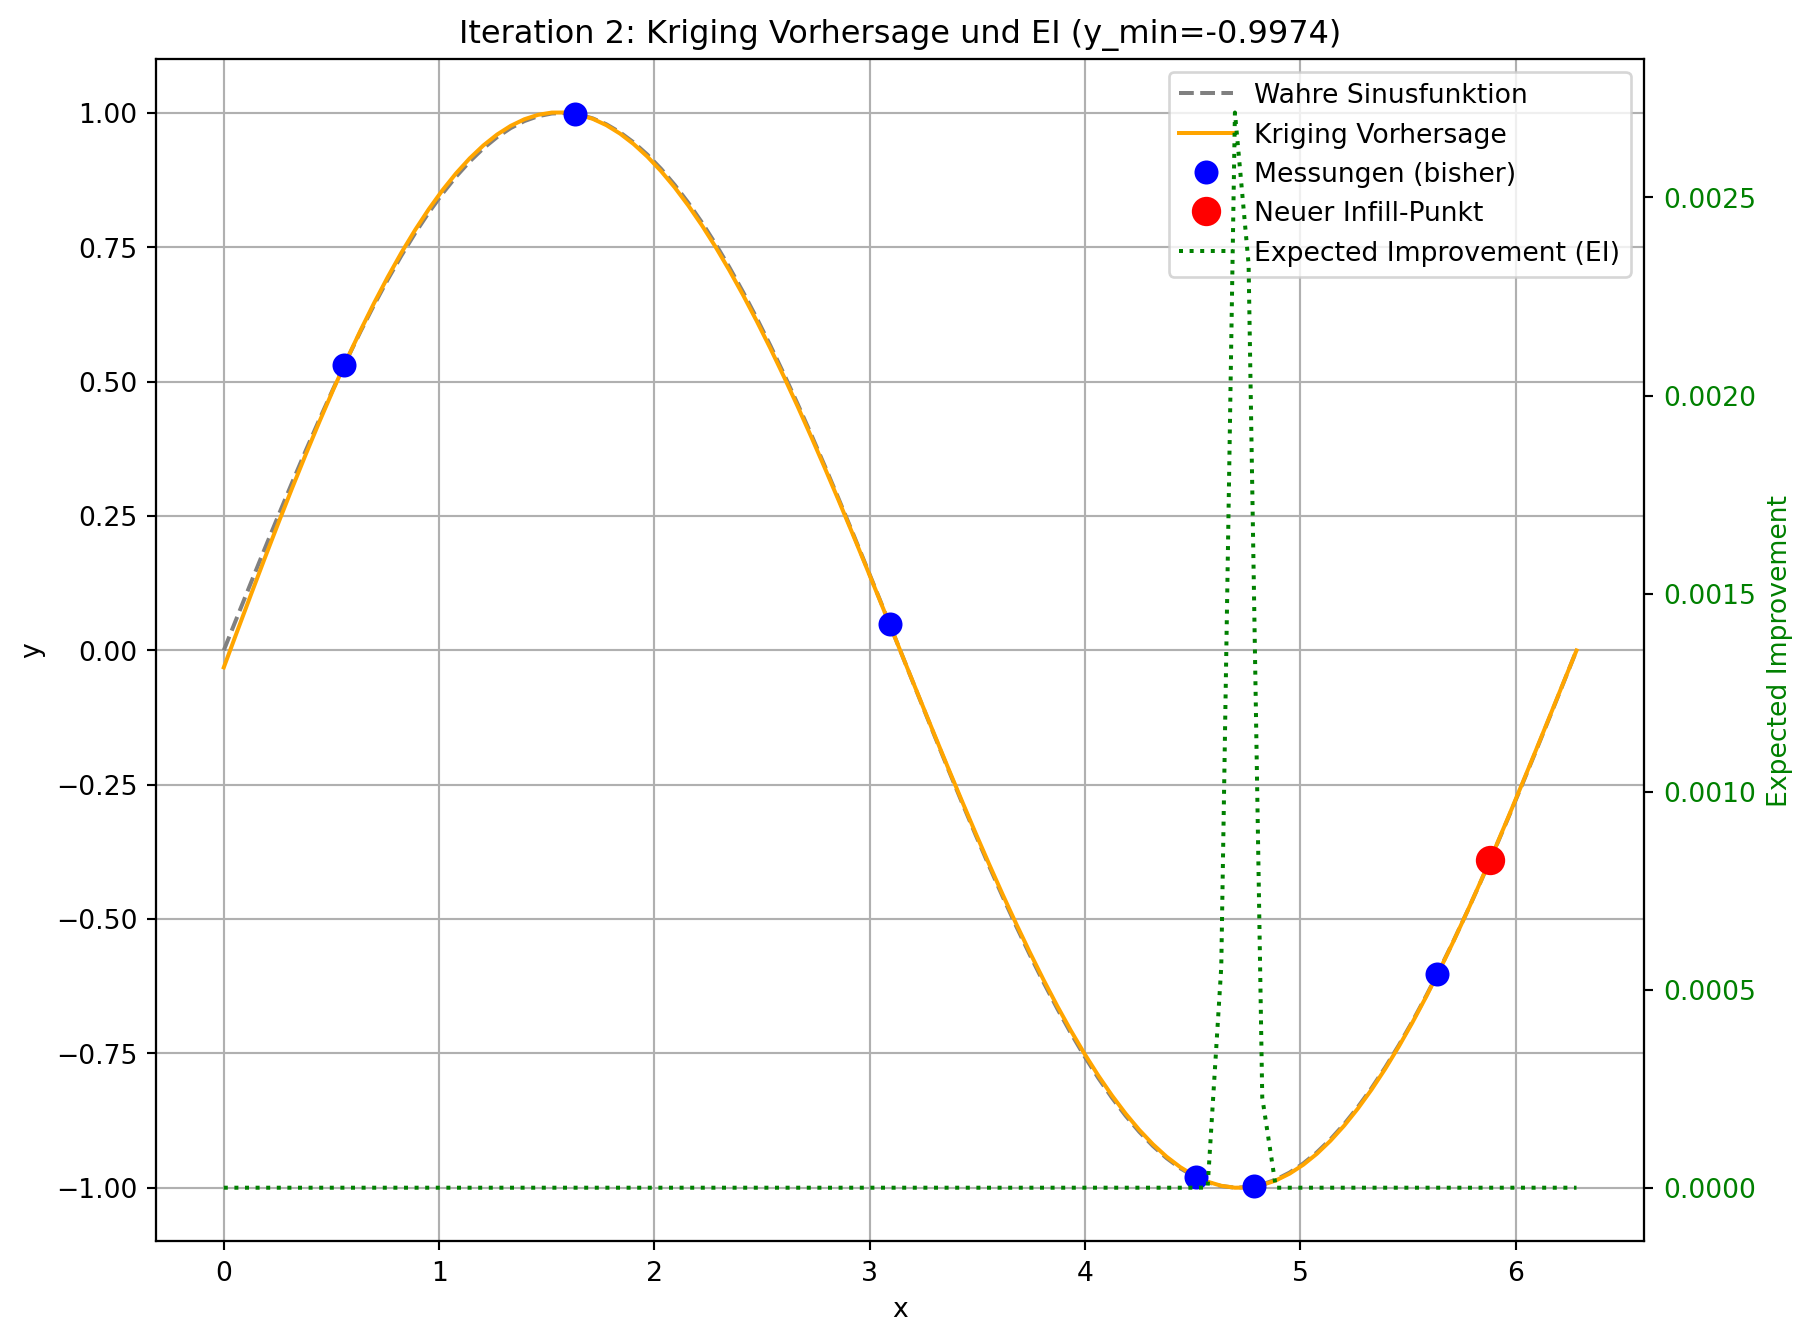 Iteration 2: Kriging Vorhersage und EI (y_min=-0.9974)
Wahre Sinusfunktion
Kriging Vorhersage
Messungen (bisher)
Neuer Infill-Punkt
Expected Improvement (EI)
1.00
0.75
0.50
0.25
0.00
−0.25
−0.50
−0.75
−1.00
y
0.0025
0.0020
0.0015
0.0010
0.0005
0.0000
Expected Improvement
0 1 2 3 4 5 6
x